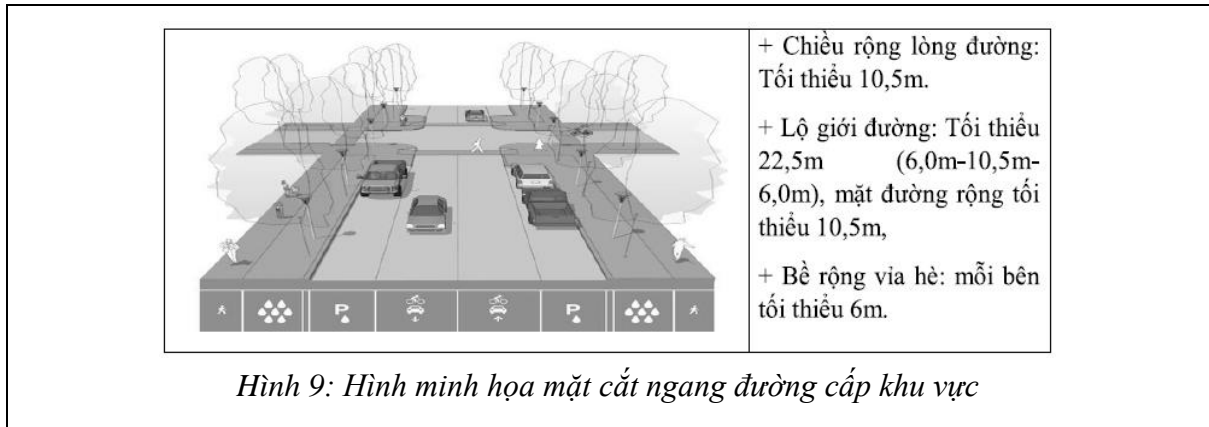 + Chiều rộng lòng đường:
Tối thiểu 10,5m.
+ Lộ giới đường: Tối thiểu
22,5m (6,0m-10,5m-
6,0m), mặt đường rộng tối
thiểu 10,5m,
+ Bề rộng vỉa hè: mỗi bên
tối thiểu 6m.
P P
Hình 9: Hình minh họa mặt cắt ngang đường cấp khu vực